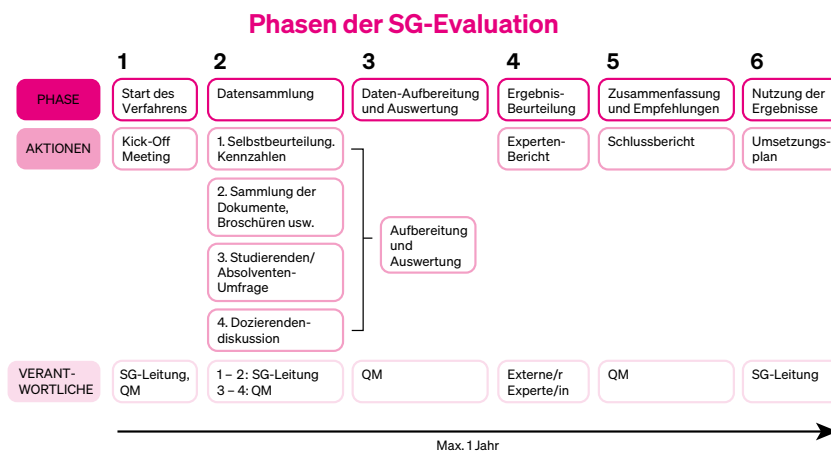 Phasen der SG-Evaluation
1 2 3 4 5 6
PHASE
Start des
Verfahrens
Datensammlung
Daten-Aufbereitung
und Auswertung
Ergebnis-
Beurteilung
Zusammenfassung
und Empfehlungen
Nutzung der
Ergebnisse
AKTIONEN
Kick-Off
Meeting
1. Selbstbeurteilung.
Kennzahlen
2. Sammlung der
Dokumente,
Broschüren usw.
3. Studierenden/
Absolventen-
Umfrage
4. Dozierenden-
diskussion
Aufbereitung
und
Auswertung
Experten-
Bericht
Schlussbericht
Umsetzungs-
plan
VERANT-
WORTLICHE
SG-Leitung,
QM
1 – 2: SG-Leitung
3 – 4: QM
QM
Externe/r
Experte/in
QM
SG-Leitung
Max. 1 Jahr